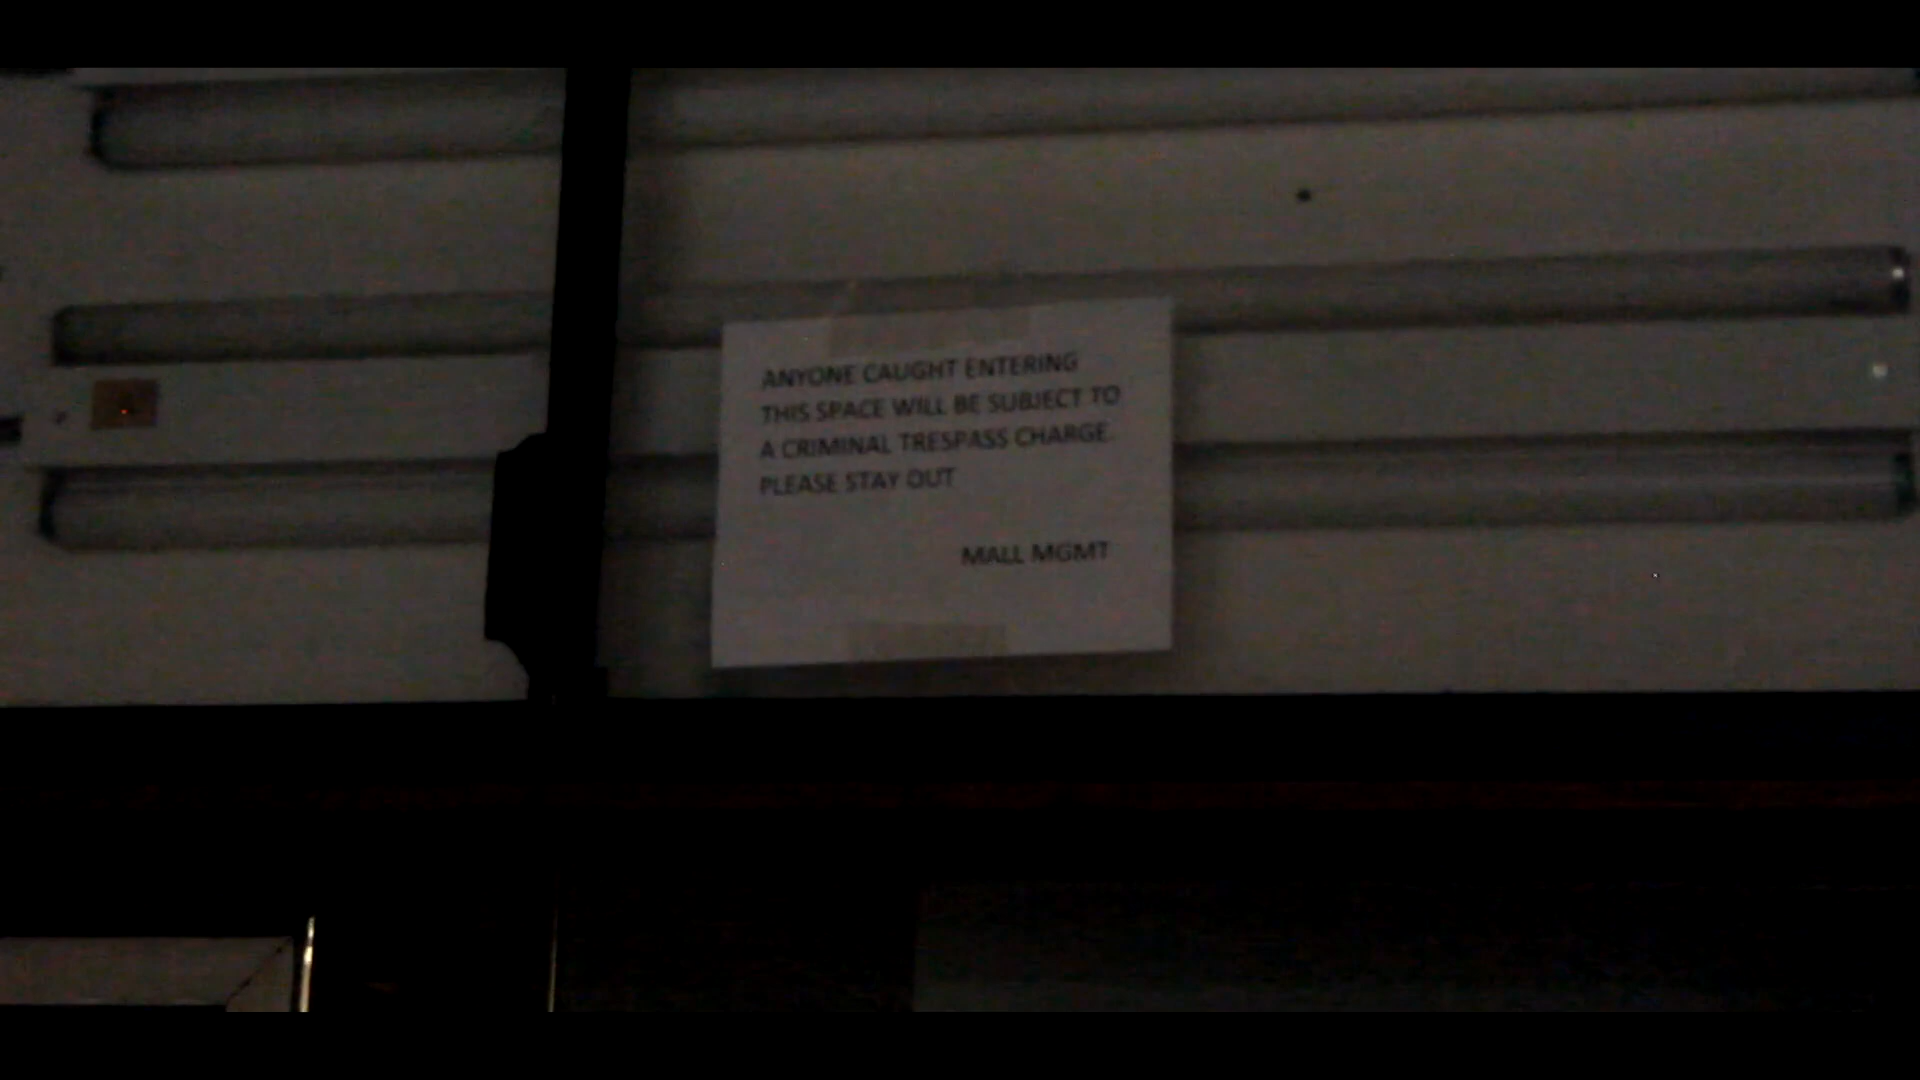 ANYONE CAUGHT ENTERING
THIS SPACE WILL BE SUBJECT TO
A CRIMINAL TRESPASS CHARGE.
PLEASE STAY OUT
MALL MGMT